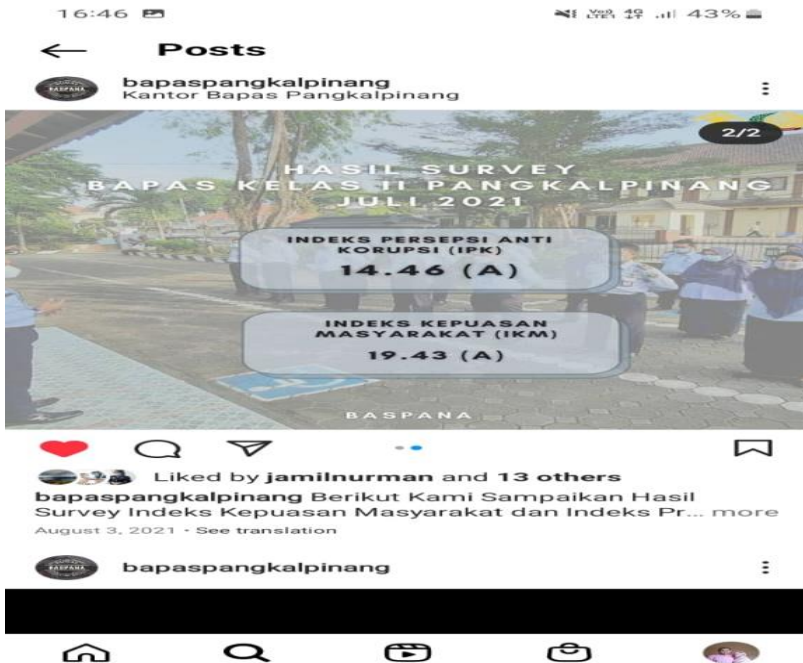 16:46
Vo)) 4G 43%
LTE1
Posts
bapaspangkalpinang
Kantor Bapas Pangkalpinang
2/2
HASIL SURVEY
BAPAS KELAS II PANGKALPINANG
JULI 2021
INDEKS PERSEPSI ANTI
KORUPSI (IPK)
14.46 (A)
INDEKS KEPUASAN
MASYARAKAT (IKM)
19.43 (A)
BASPANA
Liked by jamilnurman and 13 others
bapaspangkalpinang Berikut Kami Sampaikan Hasil
Survey Indeks Kepuasan Masyarakat dan Indeks Pr... more
August 3, 2021 · See translation
bapaspangkalpinang